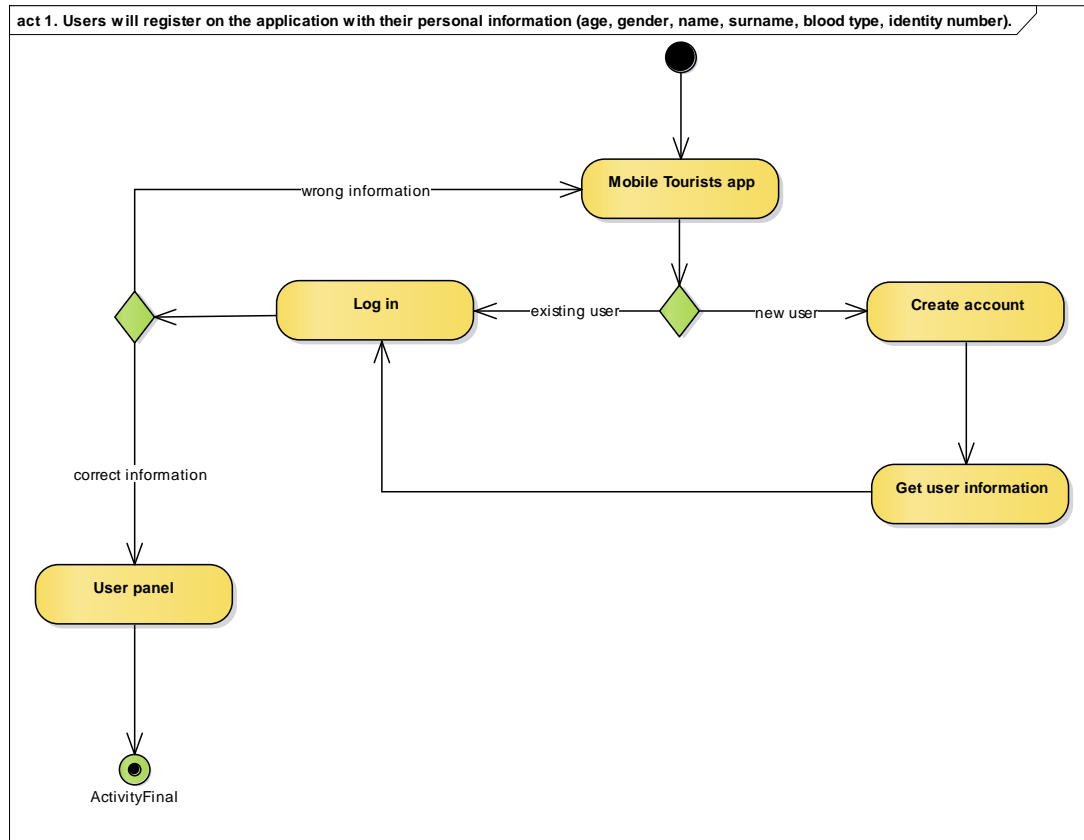 act 1. Users will register on the application with their personal information (age, gender, name, surname, blood type, identity number).
Mobile Tourists app
wrong information
Log in
existing user
new user
Create account
correct information
Get user information
User panel
ActivityFinal